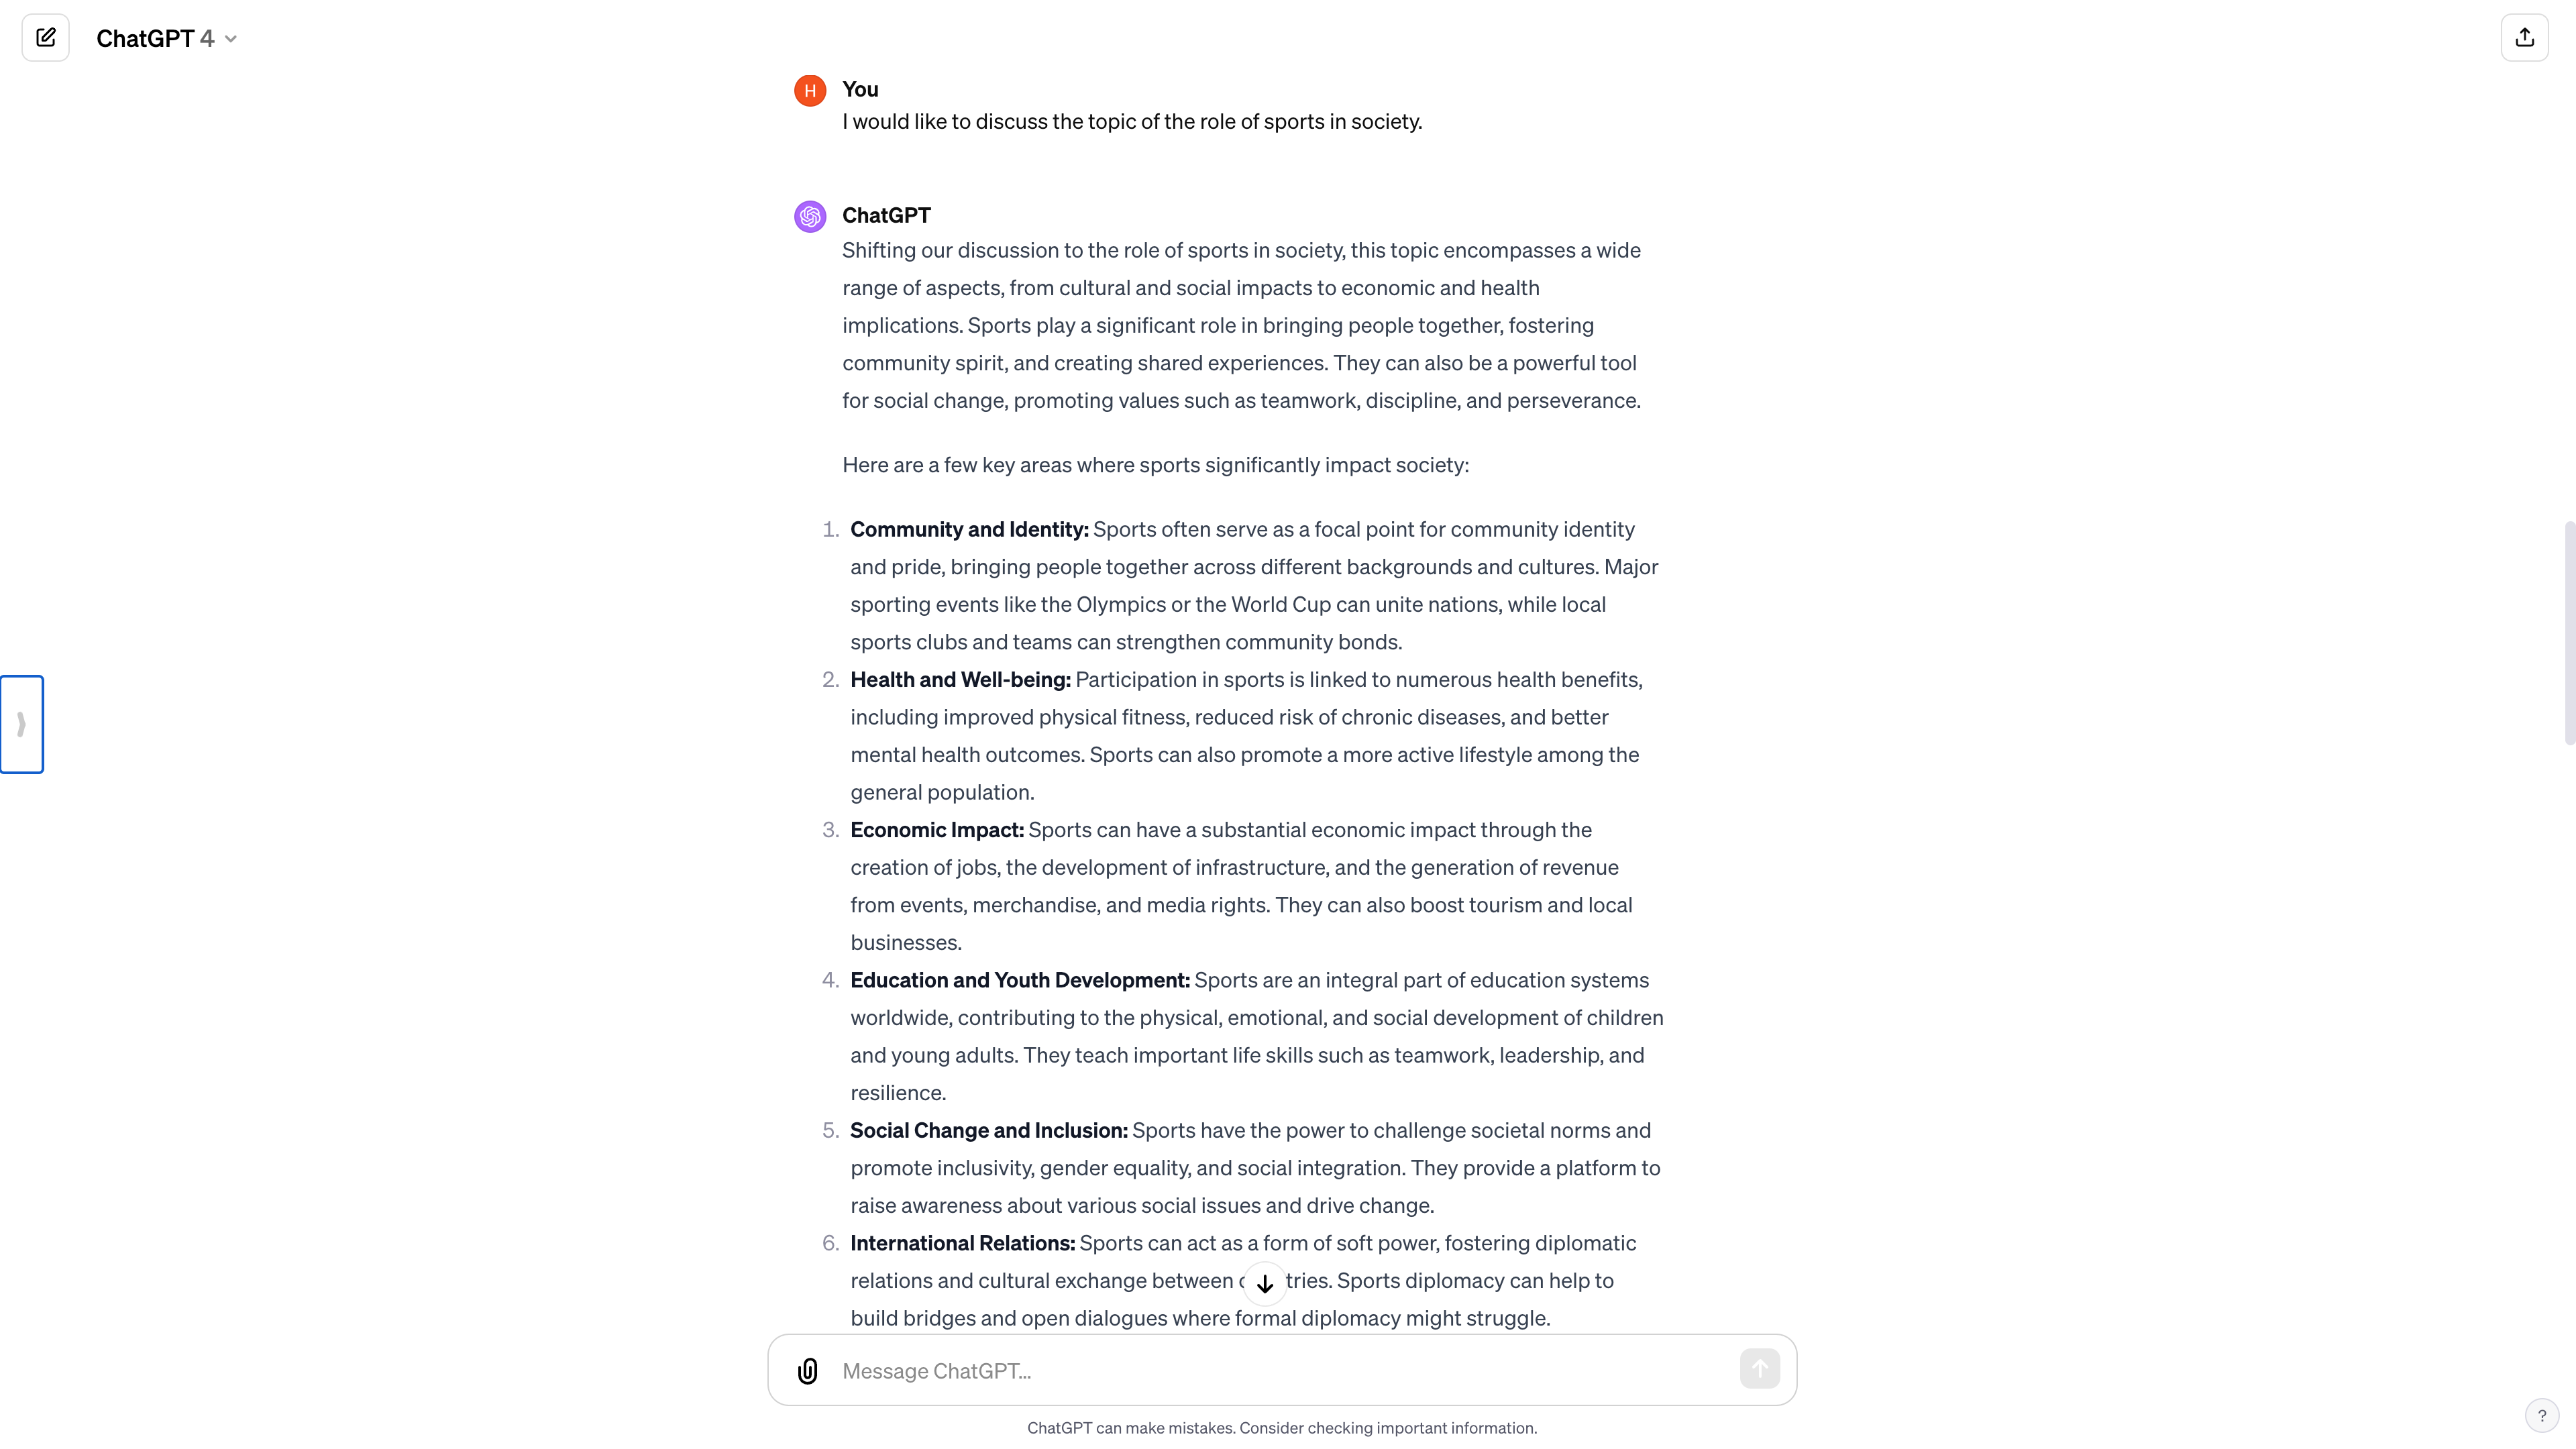 ChatGPT 4
H
You
I would like to discuss the topic of the role of sports in society.
ChatGPT
Shifting our discussion to the role of sports in society, this topic encompasses a wide
range of aspects, from cultural and social impacts to economic and health
implications. Sports play a significant role in bringing people together, fostering
community spirit, and creating shared experiences. They can also be a powerful tool
for social change, promoting values such as teamwork, discipline, and perseverance.
Here are a few key areas where sports significantly impact society:
1. Community and Identity: Sports often serve as a focal point for community identity
and pride, bringing people together across different backgrounds and cultures. Major
sporting events like the Olympics or the World Cup can unite nations, while local
sports clubs and teams can strengthen community bonds.
2. Health and Well-being: Participation in sports is linked to numerous health benefits,
including improved physical fitness, reduced risk of chronic diseases, and better
mental health outcomes. Sports can also promote a more active lifestyle among the
general population.
3. Economic Impact: Sports can have a substantial economic impact through the
creation of jobs, the development of infrastructure, and the generation of revenue
from events, merchandise, and media rights. They can also boost tourism and local
businesses.
4. Education and Youth Development: Sports are an integral part of education systems
worldwide, contributing to the physical, emotional, and social development of children
and young adults. They teach important life skills such as teamwork, leadership, and
resilience.
5. Social Change and Inclusion: Sports have the power to challenge societal norms and
promote inclusivity, gender equality, and social integration. They provide a platform to
raise awareness about various social issues and drive change.
6. International Relations: Sports can act as a form of soft power, fostering diplomatic
relations and cultural exchange between tries. Sports diplomacy can help to
build bridges and open dialogues where formal diplomacy might struggle.
Message ChatGPT...
ChatGPT can make mistakes. Consider checking important information.
?